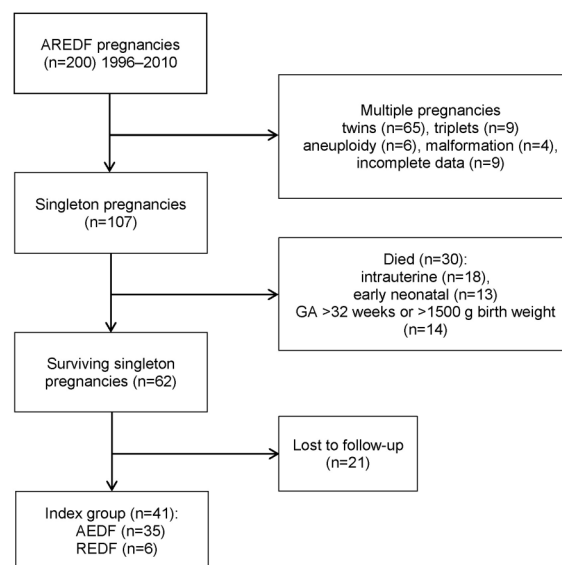 AREDF pregnancies
(n=200) 1996–2010
Multiple pregnancies
twins (n=65), triplets (n=9)
aneuploidy (n=6), malformation (n=4),
incomplete data (n=9)
Singleton pregnancies
(n=107)
Died (n=30):
intrauterine (n=18),
early neonatal (n=13)
GA >32 weeks or >1500 g birth weight
(n=14)
Surviving singleton
pregnancies (n=62)
Lost to follow-up
(n=21)
Index group (n=41):
AEDF (n=35)
REDF (n=6)